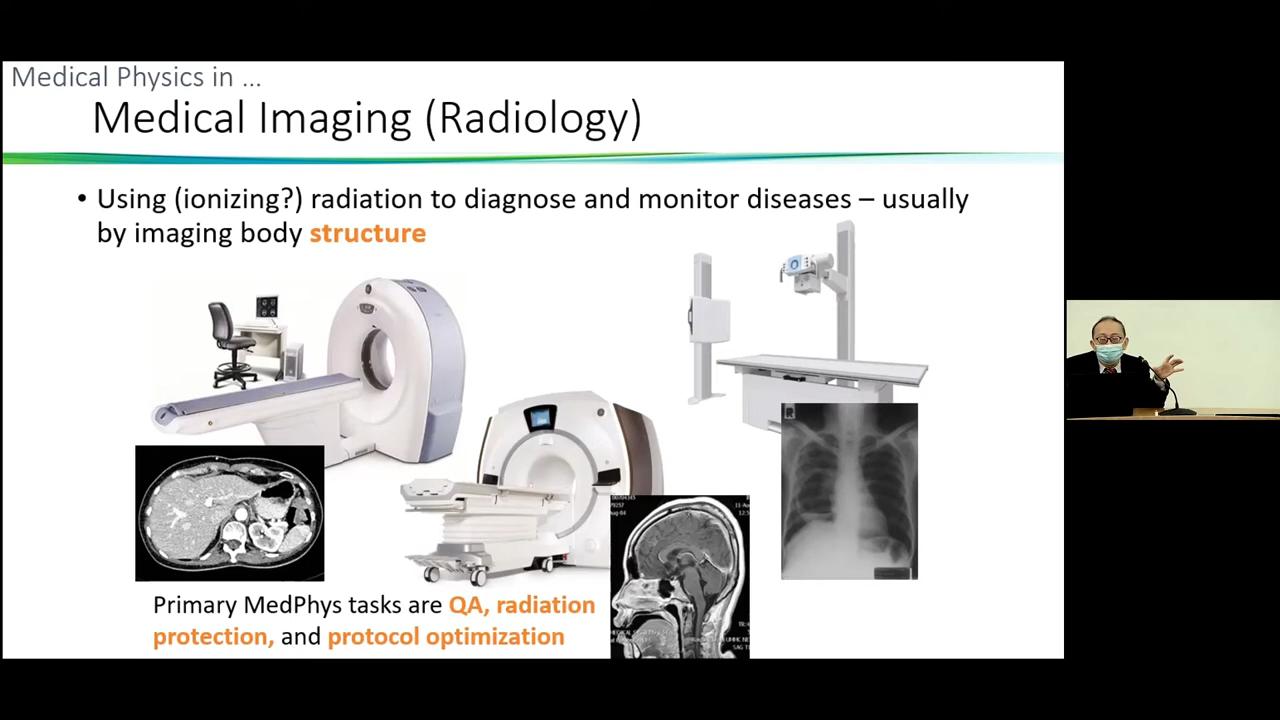 Medical Physics in ...
Medical Imaging (Radiology)
• Using (ionizing?) radiation to diagnose and monitor diseases – usually
by imaging body structure
R
Primary MedPhys tasks are QA, radiation
protection, and protocol optimization